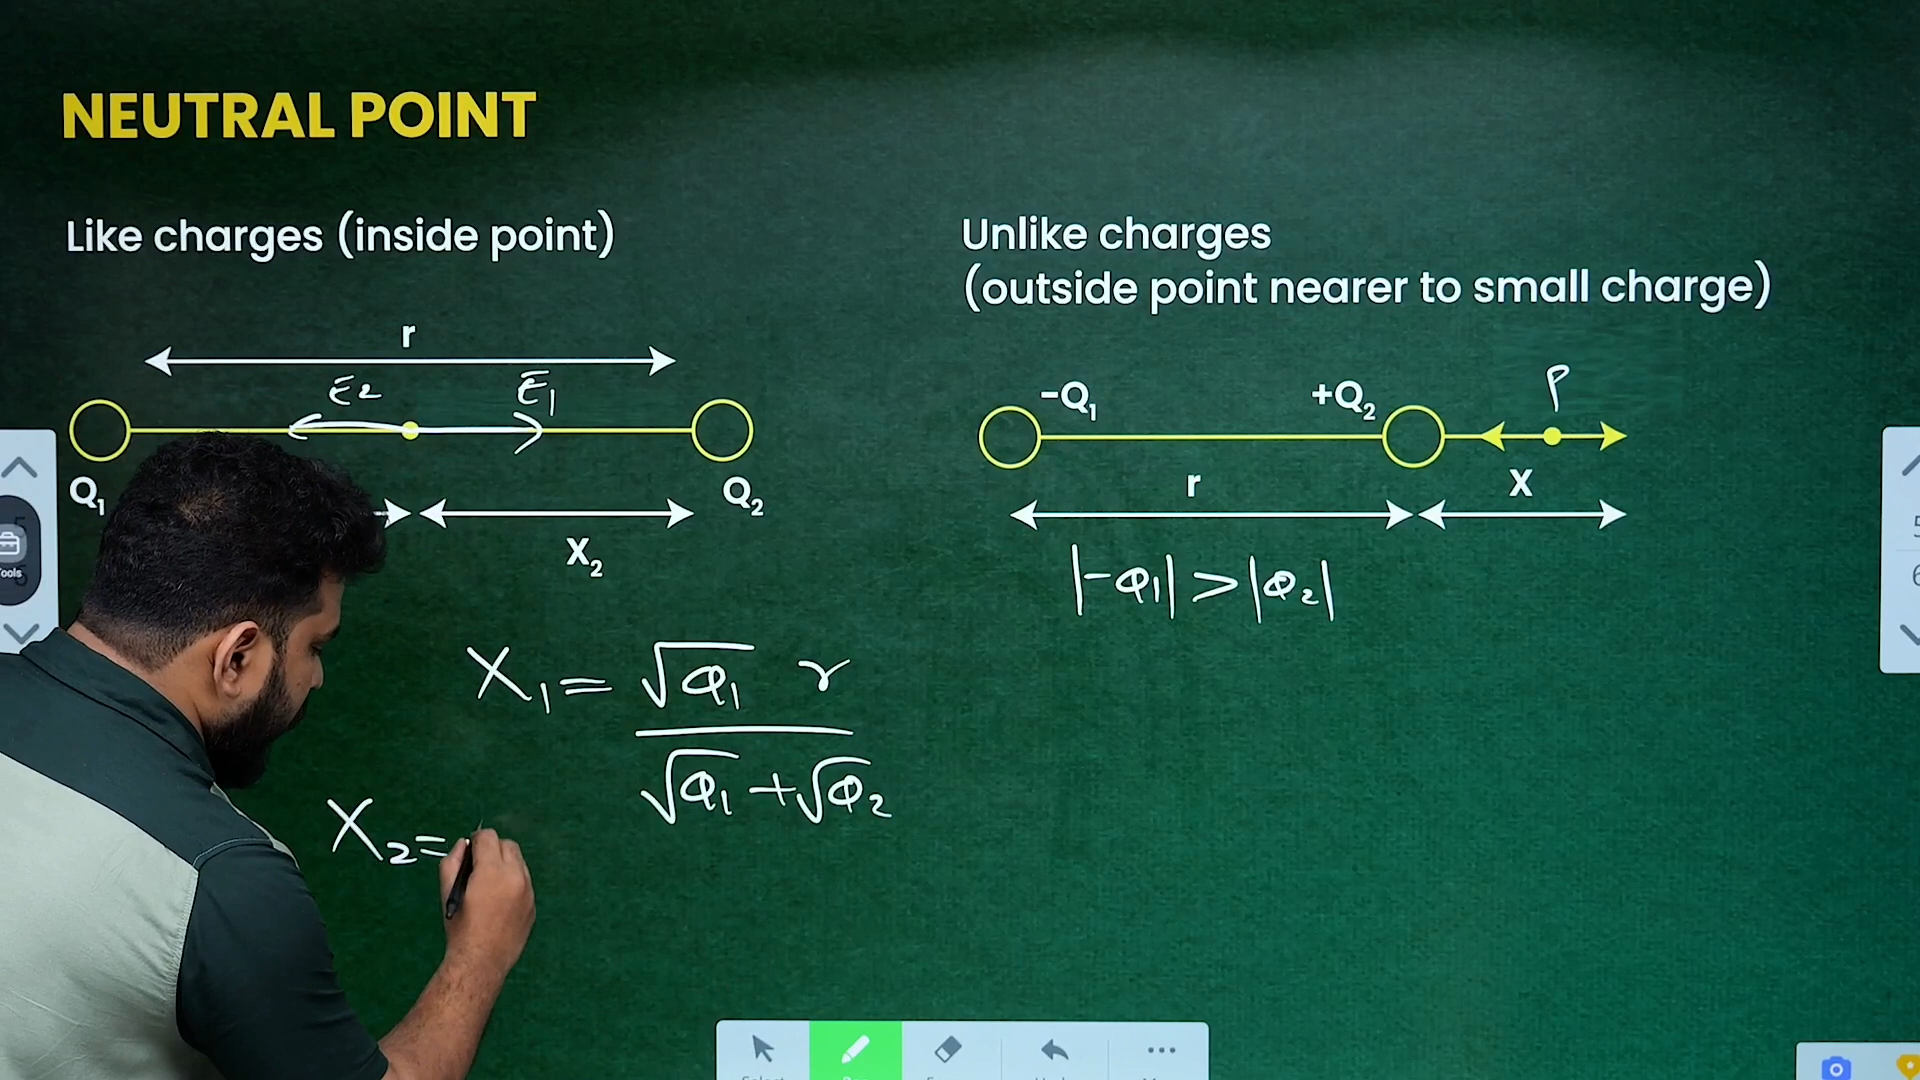 NEUTRAL POINT
Like charges (inside point)
r
E2 E1
Q1
Q2
X2
X1 = √Q1 r
√Q1 + √Q2
X2 =
Unlike charges
(outside point nearer to small charge)
-Q1 +Q2 P
r X
|-Q1| > |Q2|